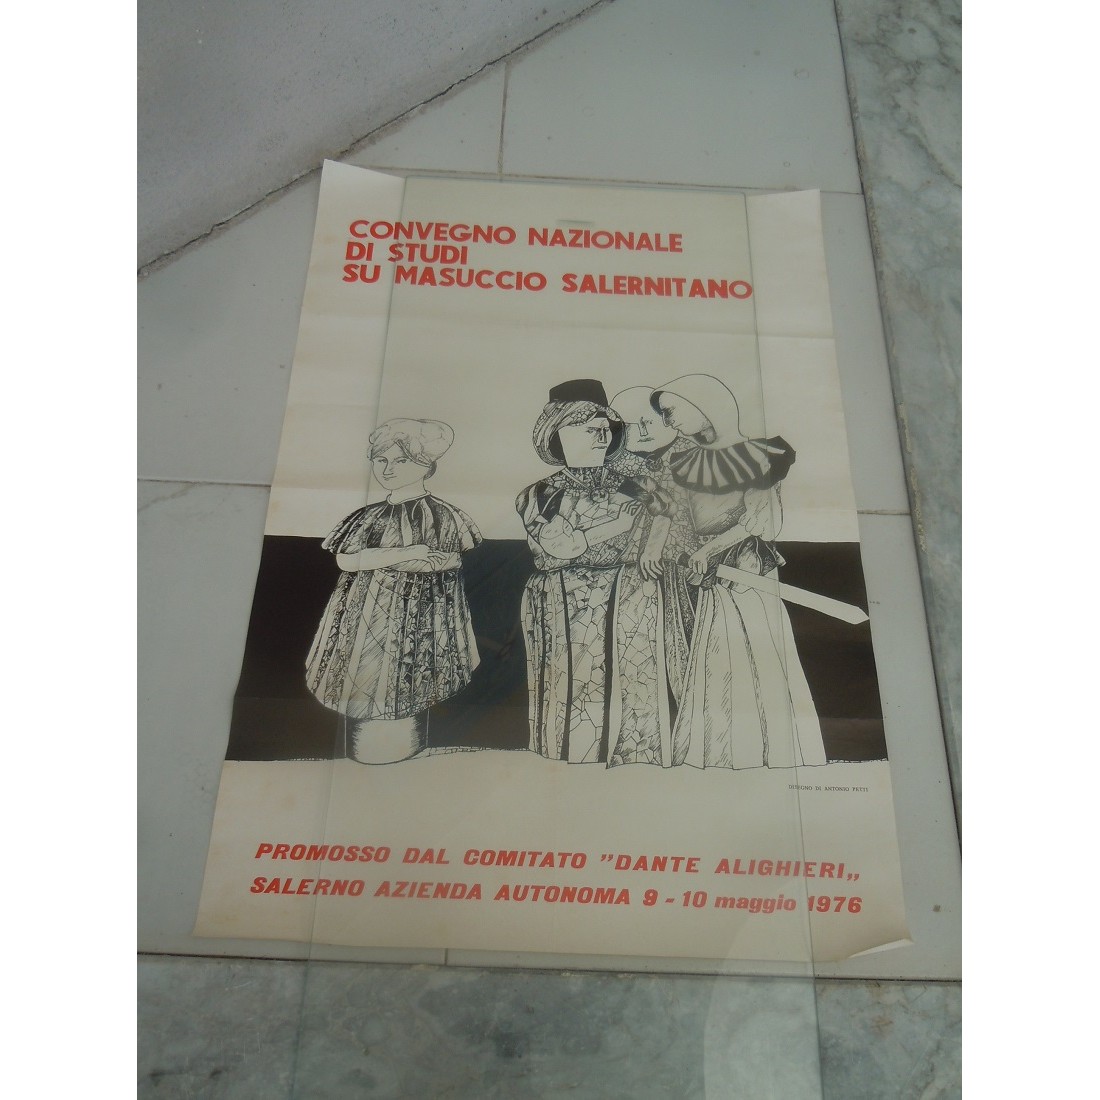 CONVEGNO NAZIONALE
DI STUDI
SU MASUCCIO SALERNITANO
DISEGNO DI ANTONIO PETTI
PROMOSSO DAL COMITATO "DANTE ALIGHIERI„
SALERNO AZIENDA AUTONOMA 9 - 10 maggio 1976